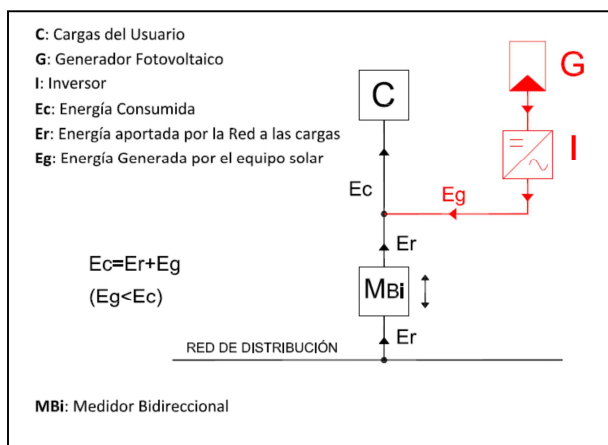 C: Cargas del Usuario
G: Generador Fotovoltaico
I: Inversor
Ec: Energía Consumida
Er: Energía aportada por la Red a las cargas
Eg: Energía Generada por el equipo solar
G
C
I
Ec
Eg
Er
Ec=Er+Eg
(Eg<Ec)
MBi
Er
RED DE DISTRIBUCIÓN
MBi: Medidor Bidireccional